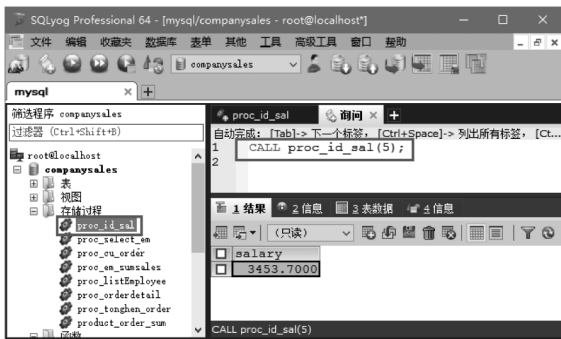 SQLyog Professional 64 - [mysql/companysales - root@localhost*]
文件 编辑 收藏夹 数据库 表单 其他 工具 高级工具 窗口 帮助
companysales
mysql
筛选程序 companysales
过滤器 (Ctrl+Shift+B)
root@localhost
companysales
表
视图
存储过程
proc_id_sal
proc_select_em
proc_cu_order
proc_em_sumsales
proc_listEmployee
proc_orderdetail
proc_tonghen_order
product_order_sum
函数
proc_id_sal 询问
自动完成: [Tab]-> 下一个标签, [Ctrl+Space]-> 列出所有标签, [Ct...
1 CALL proc_id_sal(5);
2
1 结果 2 信息 3 表数据 4 信息
(只读)
salary
3453.7000
CALL proc_id_sal(5)